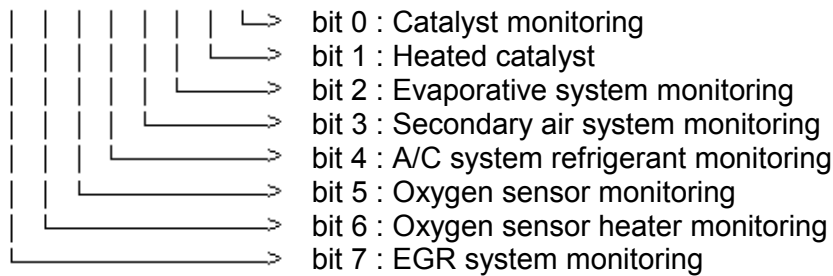 bit 0 : Catalyst monitoring
bit 1 : Heated catalyst
bit 2 : Evaporative system monitoring
bit 3 : Secondary air system monitoring
bit 4 : A/C system refrigerant monitoring
bit 5 : Oxygen sensor monitoring
bit 6 : Oxygen sensor heater monitoring
bit 7 : EGR system monitoring